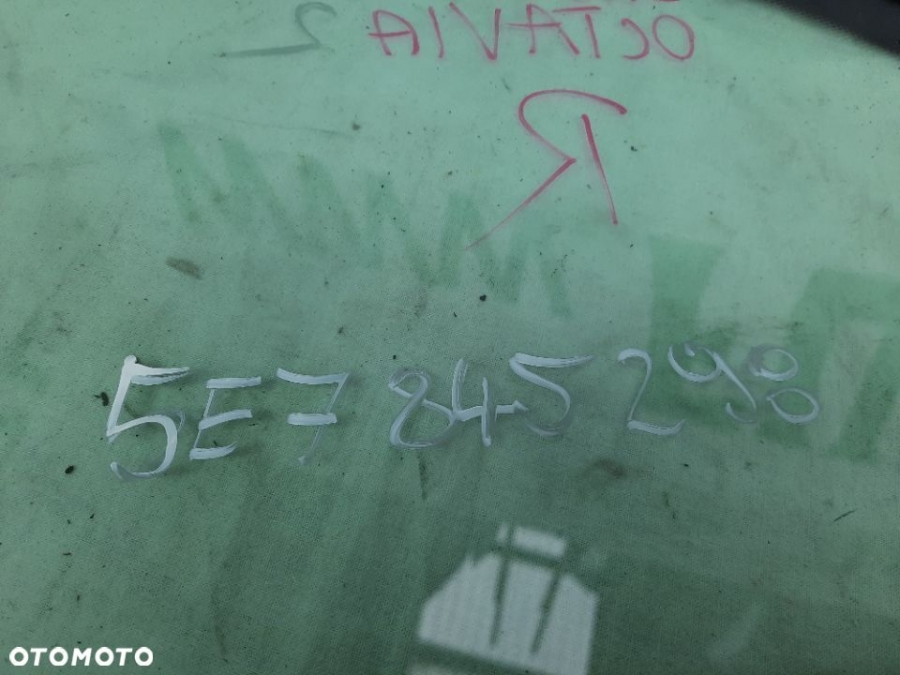 OCTAVIA 2
R
5E7 845 298
OTOMOTO